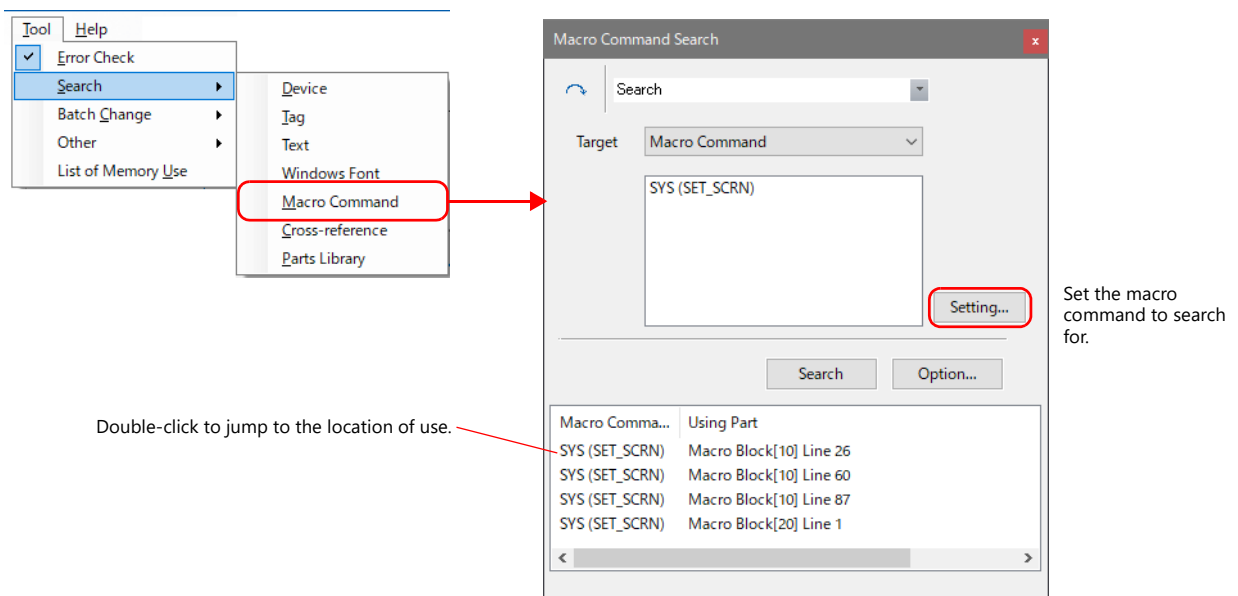 Tool Help
Error Check
Search
Batch Change
Other
List of Memory Use
Device
Tag
Text
Windows Font
Macro Command
Cross-reference
Parts Library
Macro Command Search
x
Search
Target Macro Command
SYS (SET_SCRN)
Setting...
Set the macro
command to search
for.
Search Option...
Double-click to jump to the location of use.
Macro Comma... Using Part
SYS (SET_SCRN) Macro Block[10] Line 26
SYS (SET_SCRN) Macro Block[10] Line 60
SYS (SET_SCRN) Macro Block[10] Line 87
SYS (SET_SCRN) Macro Block[20] Line 1